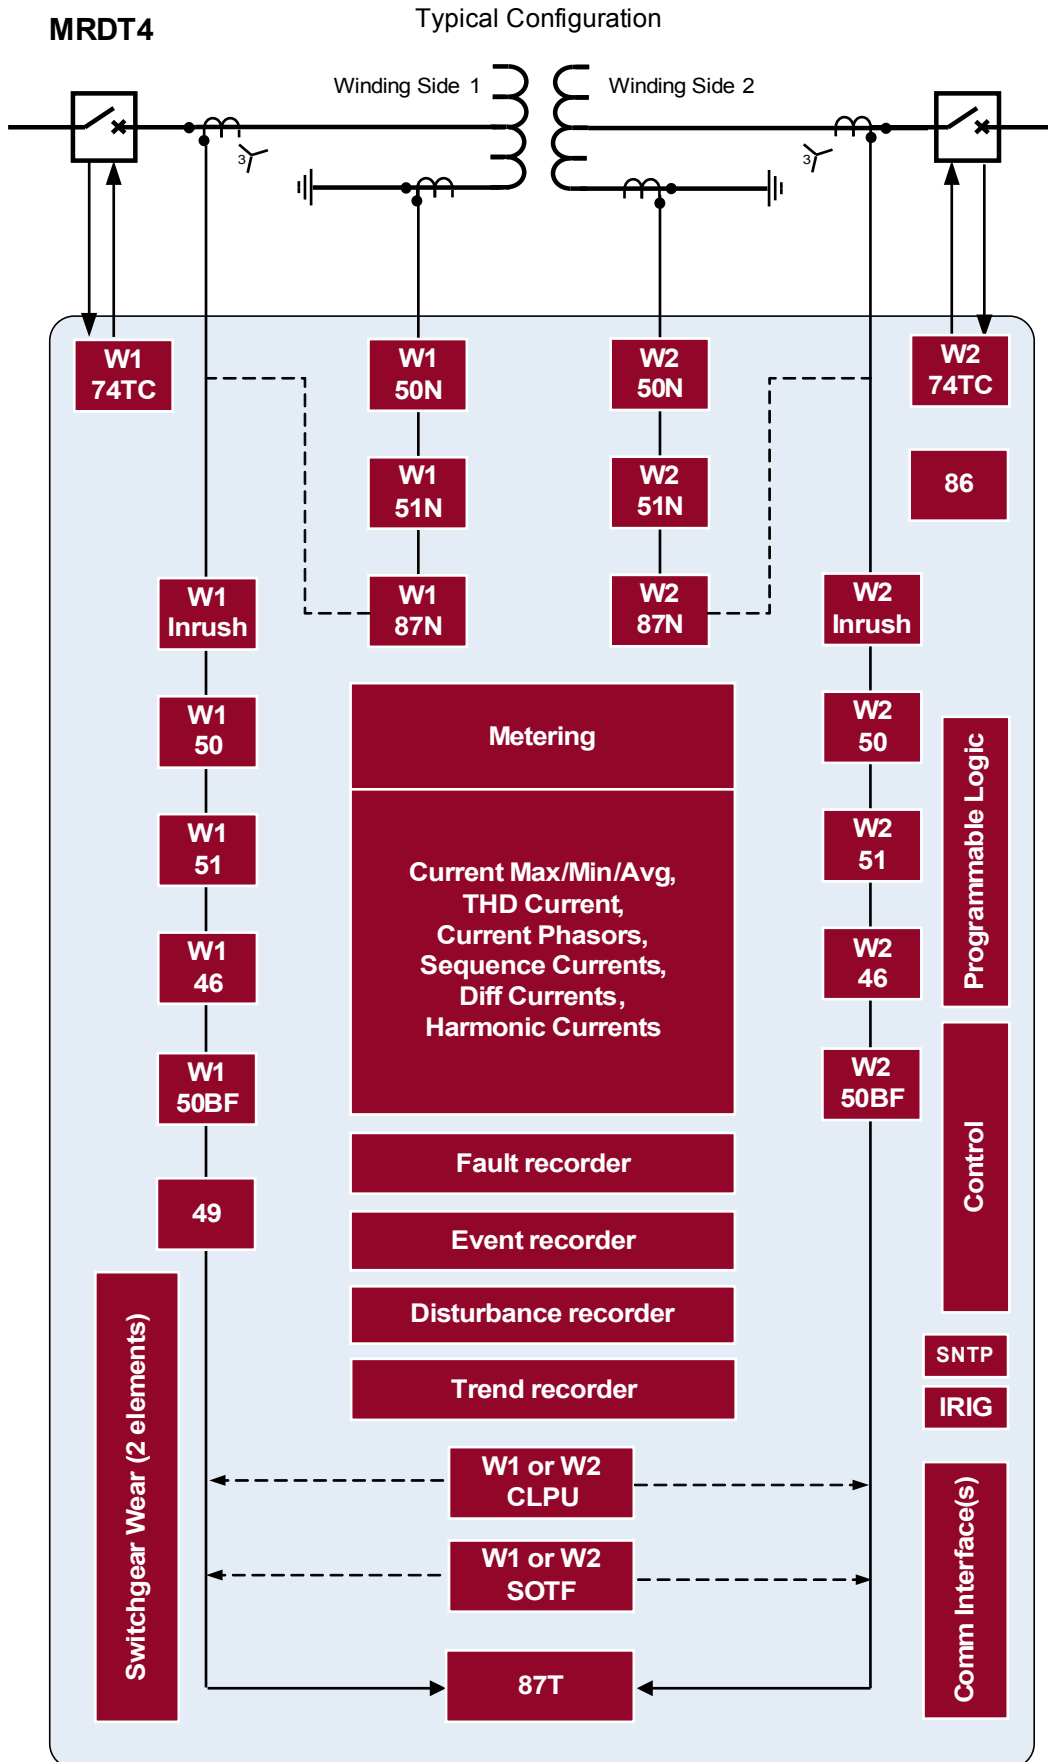 MRDT4
Typical Configuration
Winding Side 1
Winding Side 2
3
3
W1
74TC
W1
50N
W2
50N
W2
74TC
W1
51N
W2
51N
86
W1
Inrush
W1
87N
W2
87N
W2
Inrush
W1
50
Metering
W2
50
Programmable Logic
W1
51
Current Max/Min/Avg,
THD Current,
Current Phasors,
Sequence Currents,
Diff Currents,
Harmonic Currents
W2
51
W1
46
W2
46
W1
50BF
W2
50BF
Control
Fault recorder
49
Event recorder
Disturbance recorder
Trend recorder
Switchgear Wear (2 elements)
SNTP
IRIG
W1 or W2
CLPU
W1 or W2
SOTF
Comm Interface(s)
87T